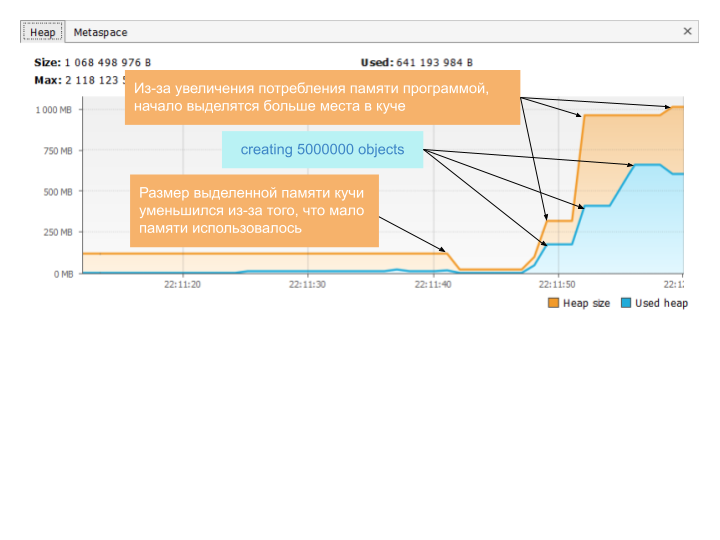 Heap Metaspace
Size: 1 068 498 976 B Used: 641 193 984 B
Max: 2 118 123
Из-за увеличения потребления памяти программой,
начало выделятся больше места в куче
1 000 MB
creating 5000000 objects
750 MB
Размер выделенной памяти кучи
уменьшился из-за того, что мало
памяти использовалось
500 MB
250 MB
0 MB
22:11:20 22:11:30 22:11:40 22:11:50 22:12
Heap size Used heap